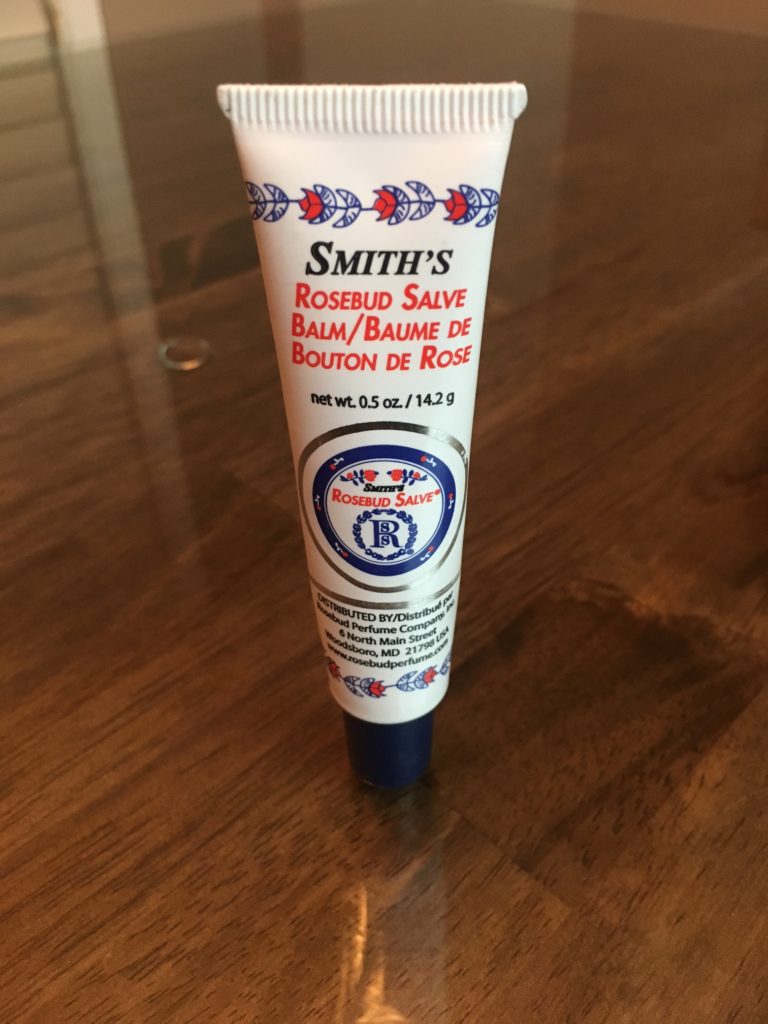 SMITH'S
ROSEBUD SALVE
BALM/BAUME DE
BOUTON DE ROSE
net wt. 0.5 oz. / 14.2 g
SMITH'S
ROSEBUD SALVE®
RSS
DISTRIBUTED BY/Distribué par
Rosebud Perfume Company, Inc.
6 North Main Street
Woodsboro, MD 21798 USA
www.rosebudperfume.com